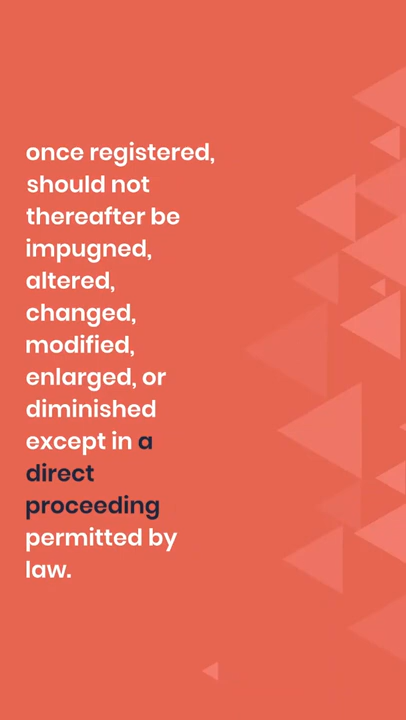 once registered,
should not
thereafter be
impugned,
altered,
changed,
modified,
enlarged, or
diminished
except in a
direct
proceeding
permitted by
law.